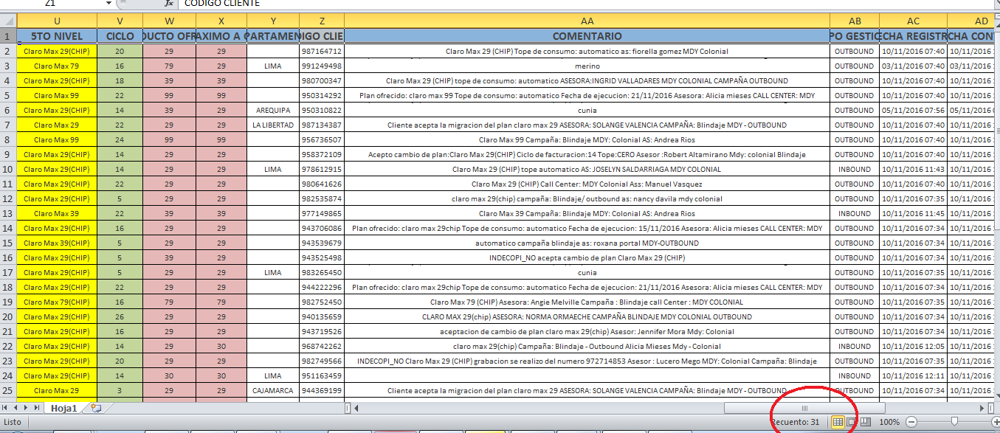 Z1 fx CODIGO CLIENTE
U V W X Y Z AA AB AC AD
1 5TO NIVEL CICLO DUCTO OFR AXIMO A PARTAMEN DIGO CLIE COMENTARIO PO GESTIO CHA REGISTR CHA CON
2 Claro Max 29(CHIP) 20 29 29 987164712 Claro Max 29 (CHIP) Tope de consumo: automatico as: fiorella gomez MDY Colonial OUTBOUND 10/11/2016 07:40 10/11/2016
3 Claro Max 79 16 79 29 LIMA 991249498 merino OUTBOUND 03/11/2016 07:40 03/11/2016
4 Claro Max 29(CHIP) 18 39 39 980700347 Claro Max 29 (CHIP) tope de consumo: automatico ASESORA:INGRID VALLADARES MDY COLONIAL CAMPAÑA OUTBOUND OUTBOUND 10/11/2016 07:40 10/11/2016
5 Claro Max 99 22 99 99 950314292 Plan ofrecido: claro max 99 Tope de consumo: automatico Fecha de ejecucion: 21/11/2016 Asesora: Alicia mieses CALL CENTER: MDY OUTBOUND 10/11/2016 07:40 10/11/2016
6 Claro Max 29(CHIP) 14 39 29 AREQUIPA 950310822 cunia OUTBOUND 05/11/2016 07:56 05/11/2016
7 Claro Max 29 22 29 29 LA LIBERTAD 987134387 Cliente acepta la migracion del plan claro max 29 ASESORA: SOLANGE VALENCIA CAMPAÑA: Blindaje MDY - OUTBOUND OUTBOUND 10/11/2016 07:40 10/11/2016
8 Claro Max 99 24 99 99 956736507 Claro Max 99 Campaña: Blindaje MDY: Colonial AS: Andrea Rios OUTBOUND 10/11/2016 07:40 10/11/2016
9 Claro Max 29(CHIP) 14 29 29 958372109 Acepto cambio de plan:Claro Max 29(CHIP) Ciclo de facturacion:14 Tope:CERO Asesor :Robert Altamirano Mdy: colonial Blindaje OUTBOUND 10/11/2016 07:40 10/11/2016
10 Claro Max 29(CHIP) 14 29 29 LIMA 978612915 Claro Max 29 (CHIP) tope automatico AS: JOSELYN SALDARRIAGA MDY COLONIAL INBOUND 10/11/2016 11:43 10/11/2016
11 Claro Max 29(CHIP) 22 29 29 980641626 Claro Max 29 (CHIP) Call Center: MDY Colonial Ass: Manuel Vasquez OUTBOUND 10/11/2016 07:40 10/11/2016
12 Claro Max 29(CHIP) 5 29 29 982535874 claro max 29(chip) campaña: Blindaje/ outbound as: nancy davila mdy colonial OUTBOUND 10/11/2016 07:35 10/11/2016
13 Claro Max 39 22 39 29 977149865 Claro Max 39 Campaña: Blindaje MDY: Colonial AS: Andrea Rios INBOUND 10/11/2016 11:45 10/11/2016
14 Claro Max 29(CHIP) 16 29 29 943706086 Plan ofrecido: claro max 29chip Tope de consumo: automatico Fecha de ejecucion: 15/11/2016 Asesora: Alicia mieses CALL CENTER: MDY OUTBOUND 10/11/2016 07:34 10/11/2016
15 Claro Max 39(CHIP) 5 29 29 943539679 automatico campaña blindaje as: roxana portal MDY-OUTBOUND OUTBOUND 10/11/2016 07:34 10/11/2016
16 Claro Max 29(CHIP) 5 39 29 943525498 INDECOPI_NO acepta cambio de plan Claro Max 29 (CHIP) OUTBOUND 10/11/2016 07:34 10/11/2016
17 Claro Max 29(CHIP) 5 29 29 LIMA 983265450 cunia OUTBOUND 10/11/2016 07:35 10/11/2016
18 Claro Max 29(CHIP) 22 29 29 944222296 Plan ofrecido: claro max 29chip Tope de consumo: automatico Fecha de ejecucion: 21/11/2016 Asesora: Alicia mieses CALL CENTER: MDY OUTBOUND 10/11/2016 07:34 10/11/2016
19 Claro Max 79(CHIP) 16 79 79 982752450 Claro Max 79 (CHIP) Asesora: Angie Melville Campaña : Blindaje call Center : MDY COLONIAL OUTBOUND 10/11/2016 07:35 10/11/2016
20 Claro Max 29(CHIP) 26 29 29 940135659 CLARO MAX 29(chip) ASESORA: NORMA ORMAECHE CAMPAÑA BLINDAJE MDY COLONIAL OUTBOUND OUTBOUND 10/11/2016 07:34 10/11/2016
21 Claro Max 29(CHIP) 16 29 29 943719526 aceptacion de cambio de plan claro max 29(chip) Asesor: Jennifer Mora Mdy: Colonial OUTBOUND 10/11/2016 07:34 10/11/2016
22 Claro Max 29(CHIP) 14 29 30 968742262 claro max 29(chip) Campaña: Blindaje - Outbound Alicia Mieses Mdy - Colonial INBOUND 10/11/2016 12:05 10/11/2016
23 Claro Max 29(CHIP) 20 29 29 982749566 INDECOPI_NO Claro Max 29 (CHIP) grabacion se realizo del numero 972714853 Asesor : Lucero Mego MDY: Colonial Campaña: Blindaje OUTBOUND 10/11/2016 07:35 10/11/2016
24 Claro Max 29(CHIP) 14 30 30 LIMA 951163459 INBOUND 10/11/2016 12:11 10/11/2016
25 Claro Max 29 3 29 29 CAJAMARCA 944369199 Cliente acepta la migracion del plan claro max 29 ASESORA: SOLANGE VALENCIA CAMPAÑA: Blindaje MDY - OUTBOUND OUTBOUND 10/11/2016 07:34 10/11/2016
Hoja1
Listo Recuento: 31 100%